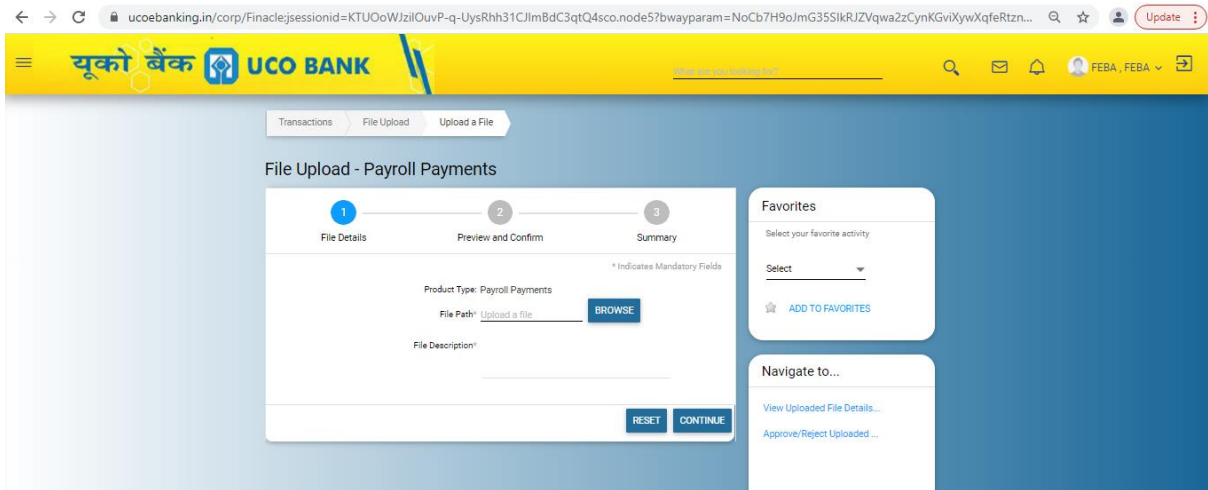 ucoebanking.in/corp/Finacle;jsessionid=KTUOoWJzilOuvP-q-UysRhh31CJlmBdC3qtQ4sco.node5?bwayparam=NoCb7H9oJmG35SIkRJZVqwa2zCynKGviXywXqfeRtzn...
Update
यूको बैंक UCO BANK
What are you looking for?
FEBA , FEBA
Transactions File Upload Upload a File
File Upload - Payroll Payments
1 2 3
File Details Preview and Confirm Summary
* Indicates Mandatory Fields
Product Type: Payroll Payments
File Path* Upload a file BROWSE
File Description*
RESET CONTINUE
Favorites
Select your favorite activity
Select
ADD TO FAVORITES
Navigate to...
View Uploaded File Details...
Approve/Reject Uploaded ...